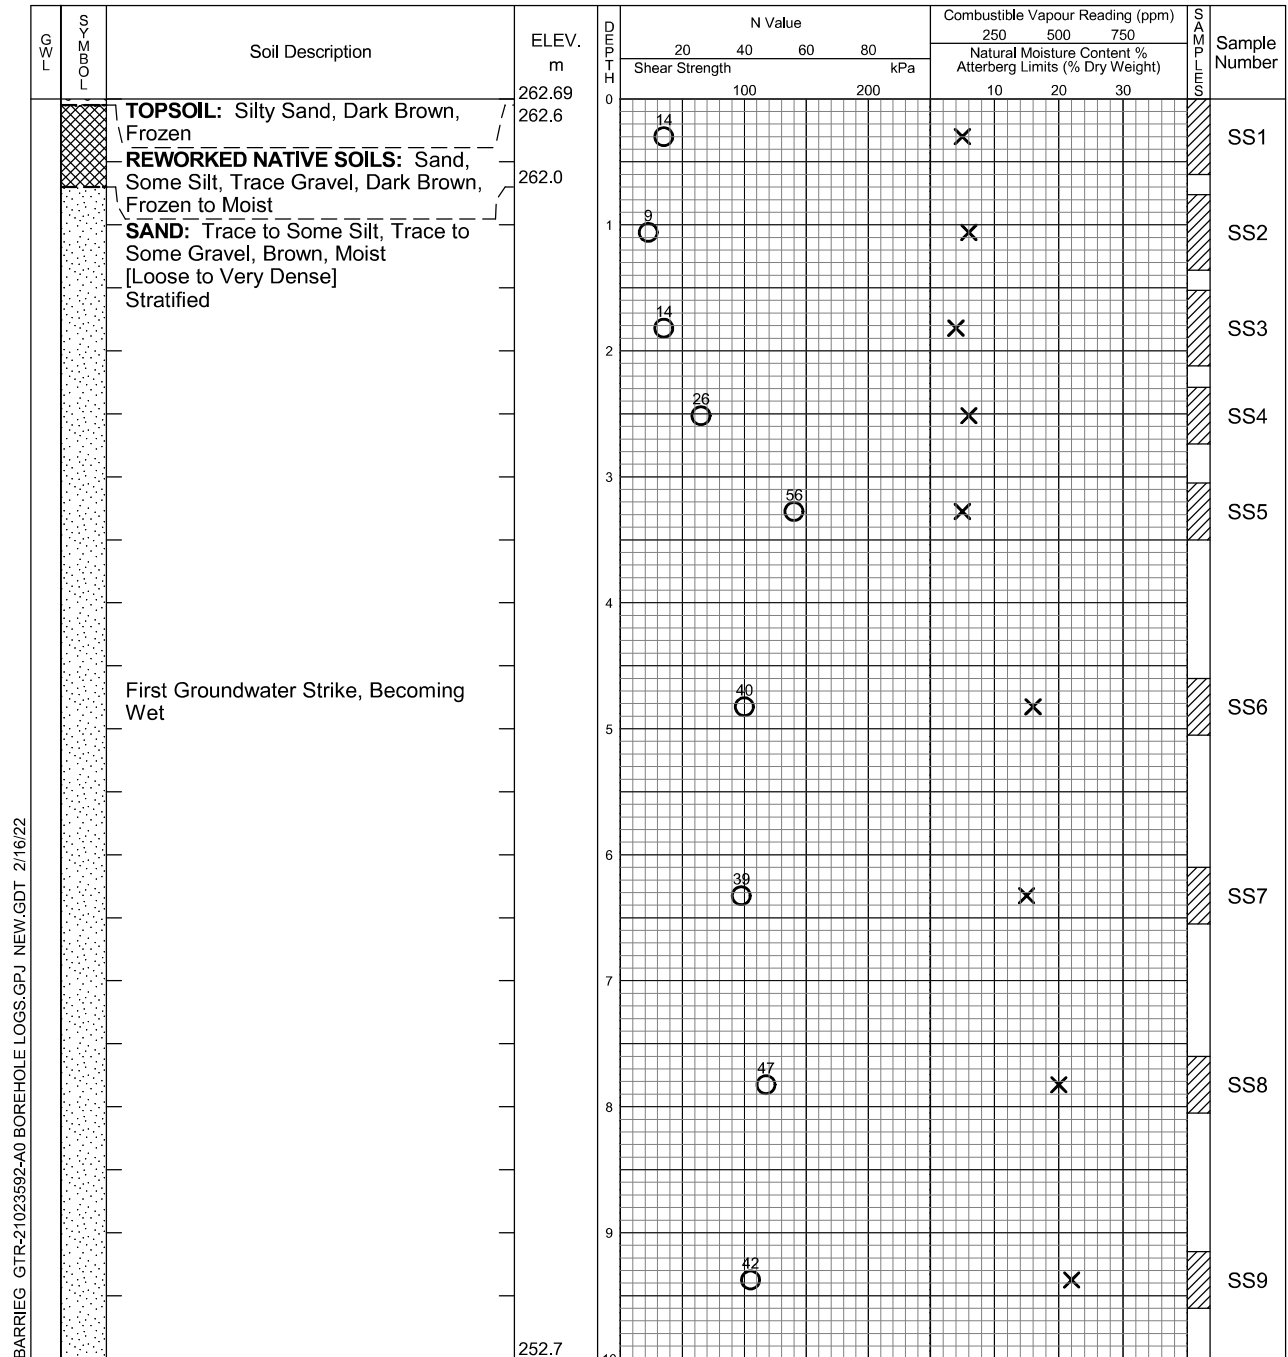 GWL
SYMBOL
Soil Description
ELEV.
m
DEPTH
N Value
20 40 60 80
Shear Strength kPa
100 200
Combustible Vapour Reading (ppm)
250 500 750
Natural Moisture Content %
Atterberg Limits (% Dry Weight)
10 20 30
SAMPLES
Sample
Number
262.69
0
TOPSOIL: Silty Sand, Dark Brown,
Frozen
262.6
REWORKED NATIVE SOILS: Sand,
Some Silt, Trace Gravel, Dark Brown,
Frozen to Moist
262.0
SAND: Trace to Some Silt, Trace to
Some Gravel, Brown, Moist
[Loose to Very Dense]
Stratified
First Groundwater Strike, Becoming
Wet
252.7
14
SS1
1
9
SS2
14
SS3
2
26
SS4
3
56
SS5
4
40
SS6
5
6
39
SS7
7
47
SS8
8
9
42
SS9
BARRIEG GTR-21023592-A0 BOREHOLE LOGS.GPJ NEW.GDT 2/16/22